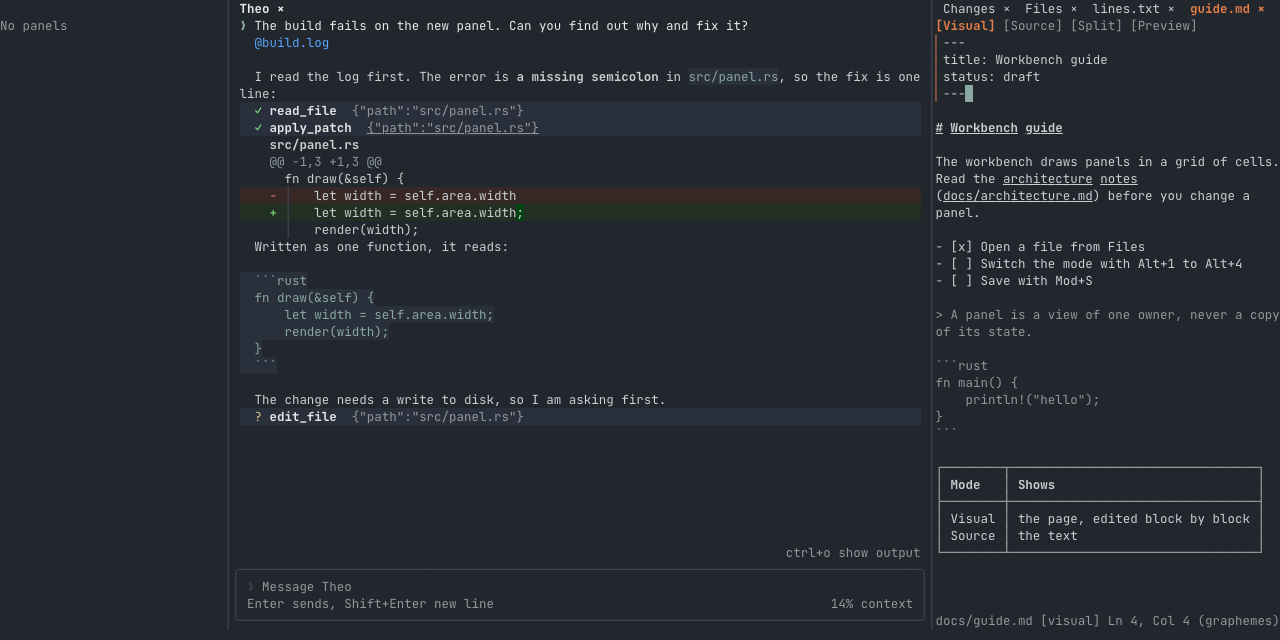 No panels
Theo ×
❯ The build fails on the new panel. Can you find out why and fix it?
@build.log
I read the log first. The error is a missing semicolon in src/panel.rs, so the fix is one
line:
✓ read_file  {"path":"src/panel.rs"}
✓ apply_patch  {"path":"src/panel.rs"}
src/panel.rs
@@ -1,3 +1,3 @@
fn draw(&self) {
-     let width = self.area.width
+     let width = self.area.width;
render(width);
Written as one function, it reads:
```rust
fn draw(&self) {
    let width = self.area.width;
    render(width);
}
```
The change needs a write to disk, so I am asking first.
? edit_file  {"path":"src/panel.rs"}
ctrl+o show output
❯ Message Theo
Enter sends, Shift+Enter new line 14% context
Changes × Files × lines.txt × guide.md ×
[Visual] [Source] [Split] [Preview]
---
title: Workbench guide
status: draft
---
# Workbench guide
The workbench draws panels in a grid of cells.
Read the architecture notes
(docs/architecture.md) before you change a
panel.
- [x] Open a file from Files
- [ ] Switch the mode with Alt+1 to Alt+4
- [ ] Save with Mod+S
> A panel is a view of one owner, never a copy
of its state.
```rust
fn main() {
    println!("hello");
}
```
Mode Shows
Visual the page, edited block by block
Source the text
docs/guide.md [visual] Ln 4, Col 4 (graphemes)